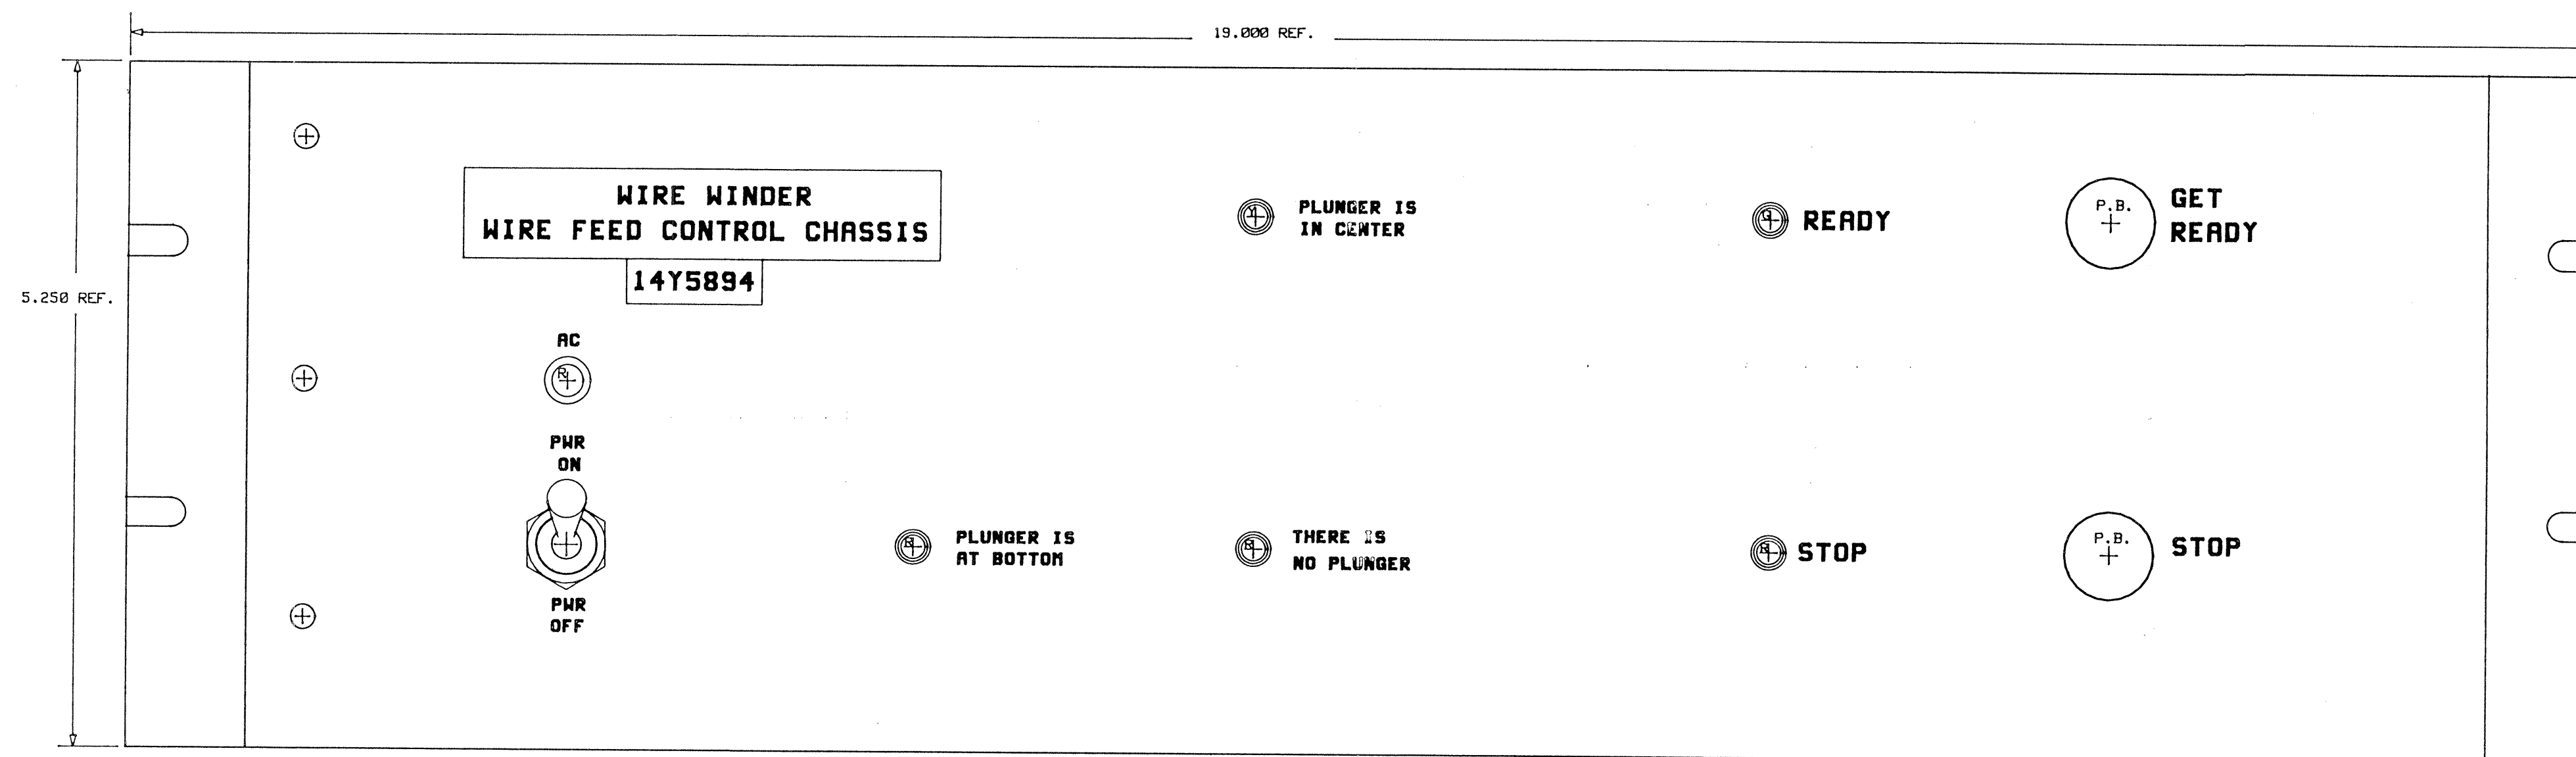 19.000 REF.
5.250 REF.
WIRE WINDER
WIRE FEED CONTROL CHASSIS
14Y5894
AC
R
PWR
ON
PWR
OFF
PLUNGER IS
IN CENTER
Y
READY
G
P.B.
GET
READY
R
PLUNGER IS
AT BOTTOM
R
THERE IS
NO PLUNGER
R
STOP
P.B.
STOP